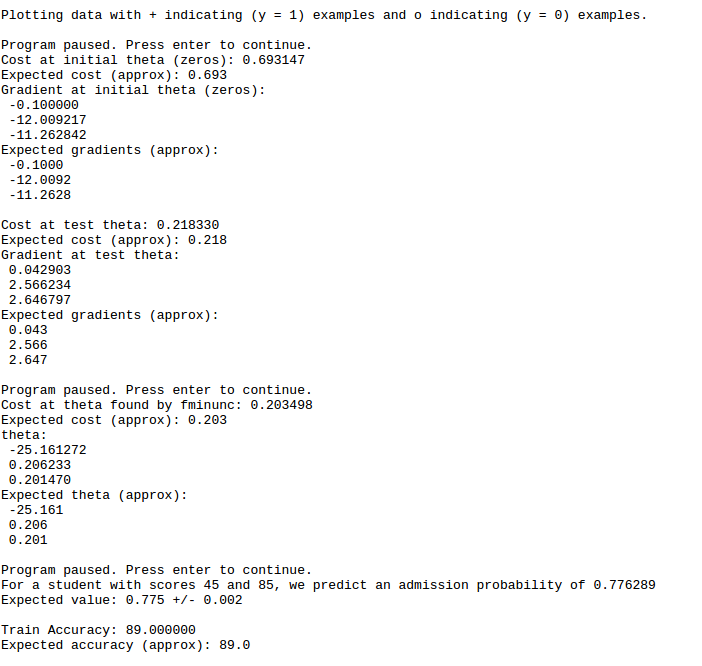 Plotting data with + indicating (y = 1) examples and o indicating (y = 0) examples.
Program paused. Press enter to continue.
Cost at initial theta (zeros): 0.693147
Expected cost (approx): 0.693
Gradient at initial theta (zeros):
-0.100000
-12.009217
-11.262842
Expected gradients (approx):
-0.1000
-12.0092
-11.2628
Cost at test theta: 0.218330
Expected cost (approx): 0.218
Gradient at test theta:
0.042903
2.566234
2.646797
Expected gradients (approx):
0.043
2.566
2.647
Program paused. Press enter to continue.
Cost at theta found by fminunc: 0.203498
Expected cost (approx): 0.203
theta:
-25.161272
0.206233
0.201470
Expected theta (approx):
-25.161
0.206
0.201
Program paused. Press enter to continue.
For a student with scores 45 and 85, we predict an admission probability of 0.776289
Expected value: 0.775 +/- 0.002
Train Accuracy: 89.000000
Expected accuracy (approx): 89.0